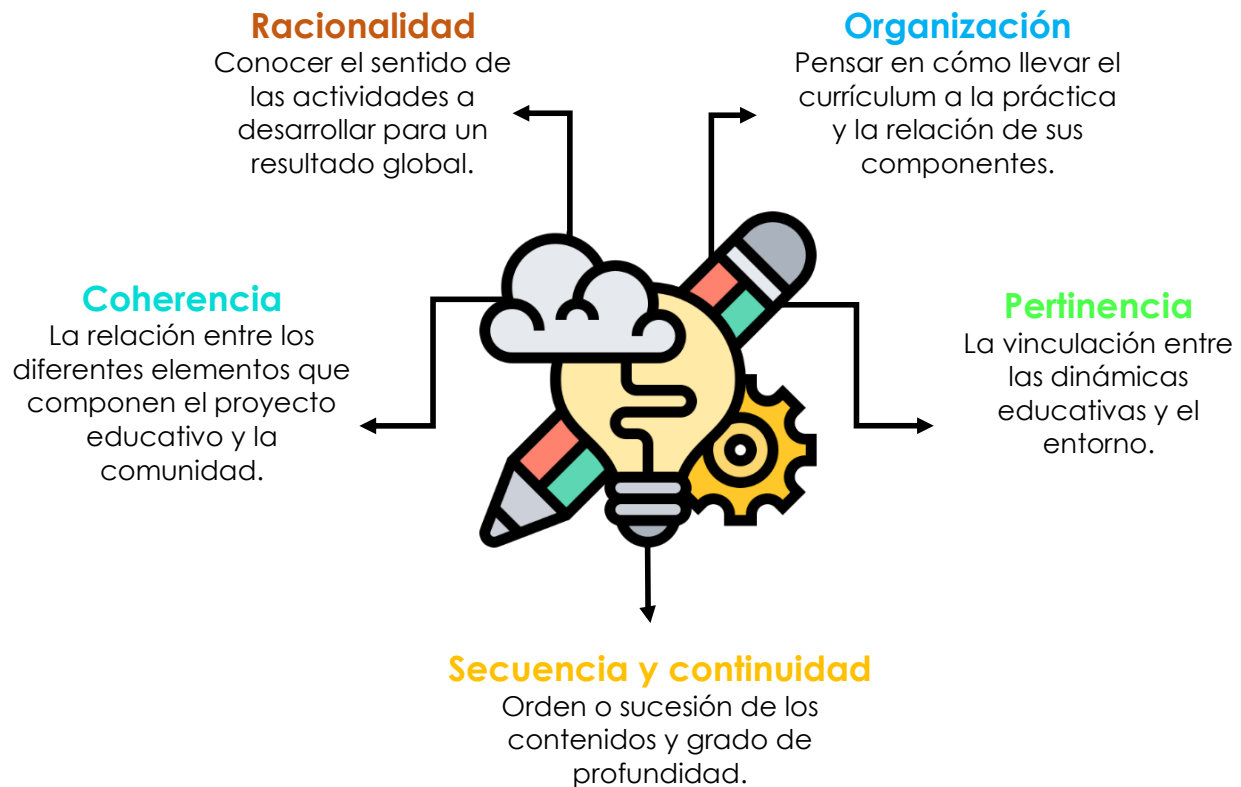 Racionalidad
Conocer el sentido de
las actividades a
desarrollar para un
resultado global.
Organización
Pensar en cómo llevar el
currículum a la práctica
y la relación de sus
componentes.
Coherencia
La relación entre los
diferentes elementos que
componen el proyecto
educativo y la
comunidad.
Pertinencia
La vinculación entre
las dinámicas
educativas y el
entorno.
Secuencia y continuidad
Orden o sucesión de los
contenidos y grado de
profundidad.